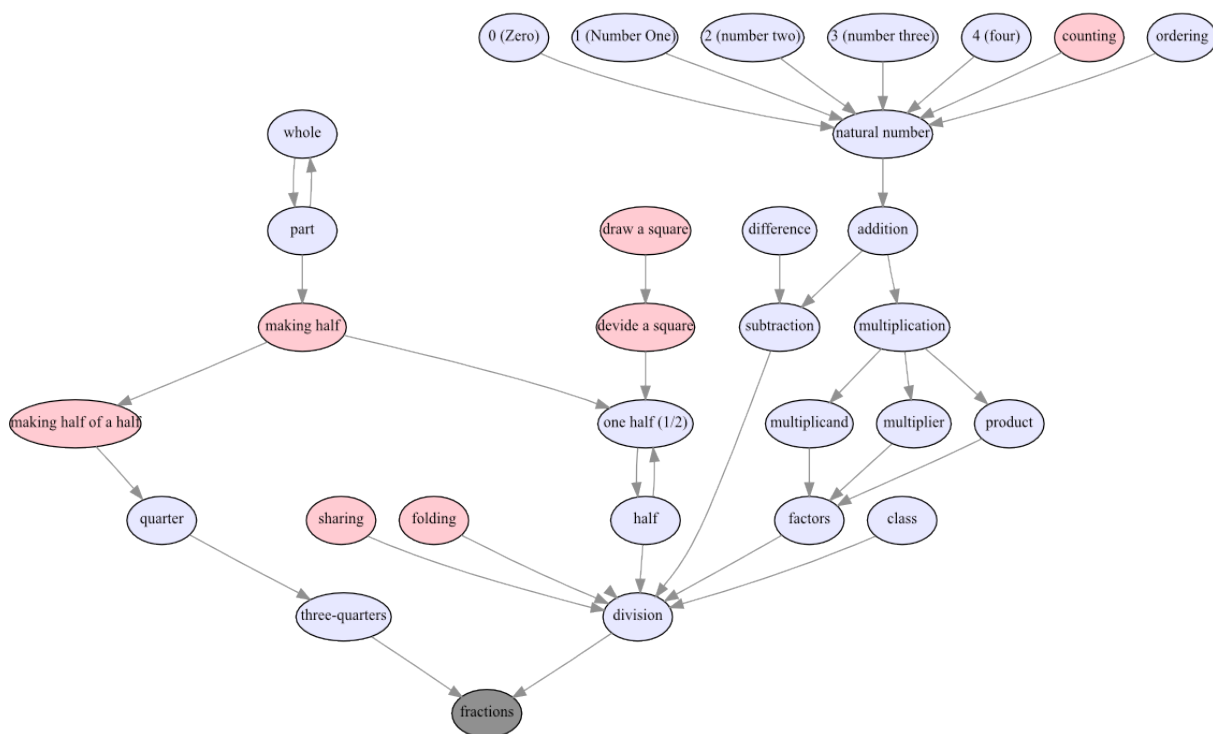 0 (Zero)
1 (Number One)
2 (number two)
3 (number three)
4 (four)
counting
ordering
whole
natural number
part
draw a square
difference
addition
making half
devide a square
subtraction
multiplication
making half of a half
one half (1/2)
multiplicand
multiplier
product
quarter
sharing
folding
half
factors
class
three-quarters
division
fractions